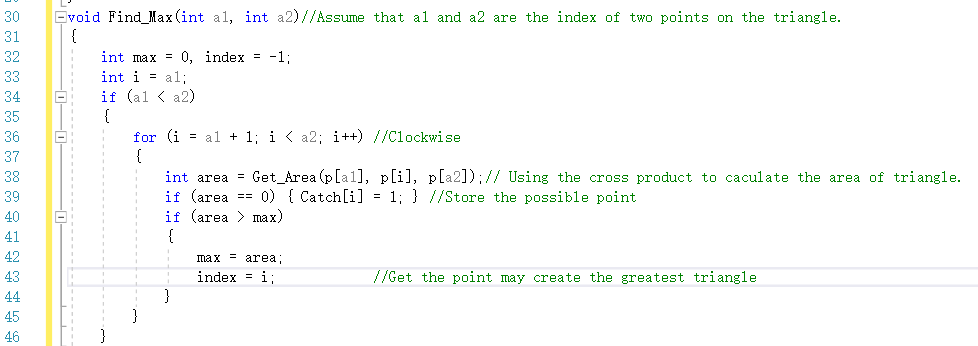 30 void Find_Max(int a1, int a2)//Assume that a1 and a2 are the index of two points on the triangle.
31 {
32 int max = 0, index = -1;
33 int i = a1;
34 if (a1 < a2)
35 {
36 for (i = a1 + 1; i < a2; i++) //Clockwise
37 {
38 int area = Get_Area(p[a1], p[i], p[a2]);// Using the cross product to caculate the area of triangle.
39 if (area == 0) { Catch[i] = 1; } //Store the possible point
40 if (area > max)
41 {
42 max = area;
43 index = i; //Get the point may create the greatest triangle
44 }
45 }
46 }